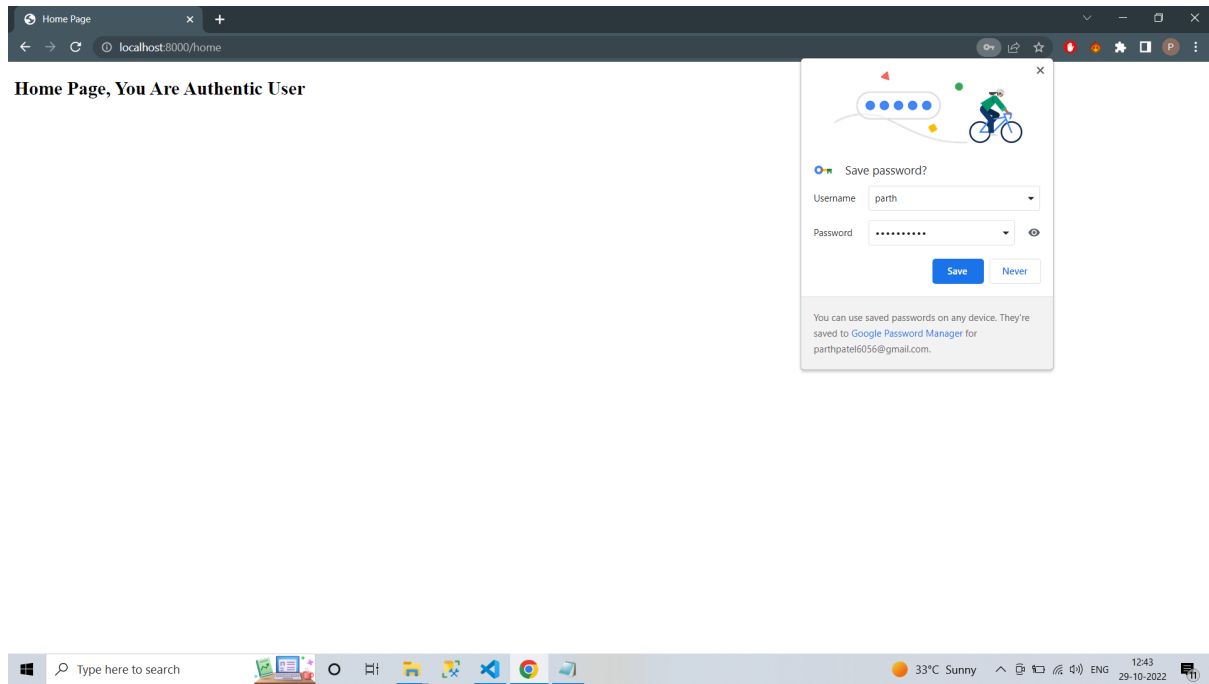 Home Page
localhost:8000/home
Home Page, You Are Authentic User
Save password?
Username parth
Password ••••••••••
Save Never
You can use saved passwords on any device. They're
saved to Google Password Manager for
parthpatel6056@gmail.com.
Type here to search
33°C Sunny
ENG
12:43
29-10-2022
P
11